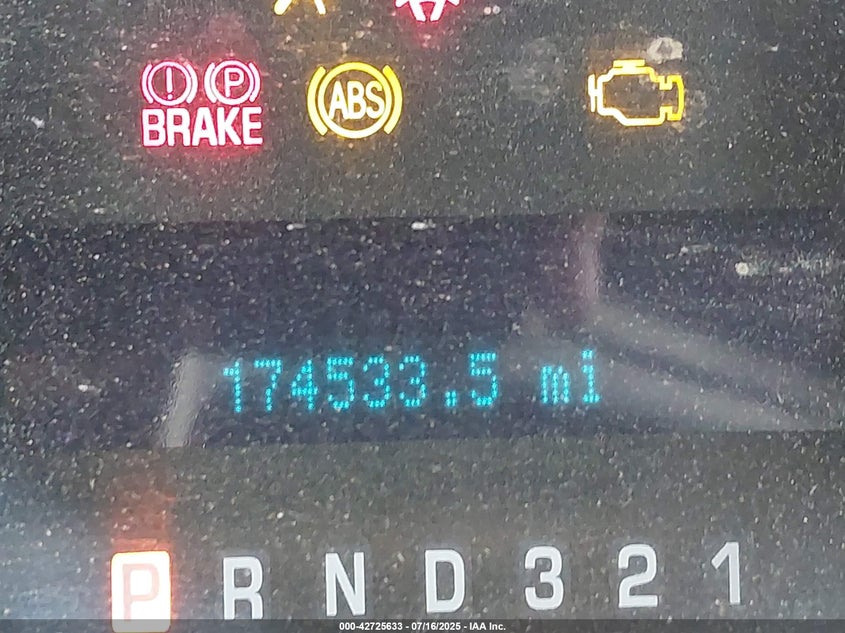 ! P
BRAKE
ABS
174533.5 mi
P R N D 3 2 1
000-42725633 - 07/16/2025 - IAA Inc.